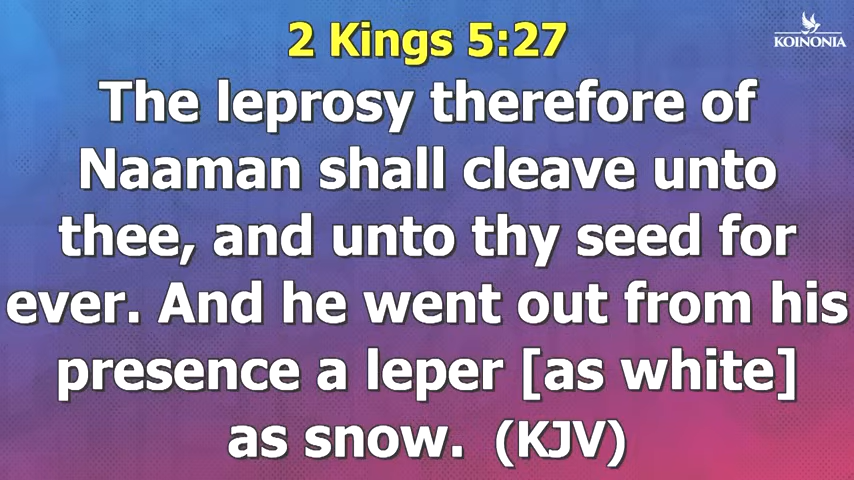 2 Kings 5:27
KOINONIA
The leprosy therefore of
Naaman shall cleave unto
thee, and unto thy seed for
ever. And he went out from his
presence a leper [as white]
as snow. (KJV)